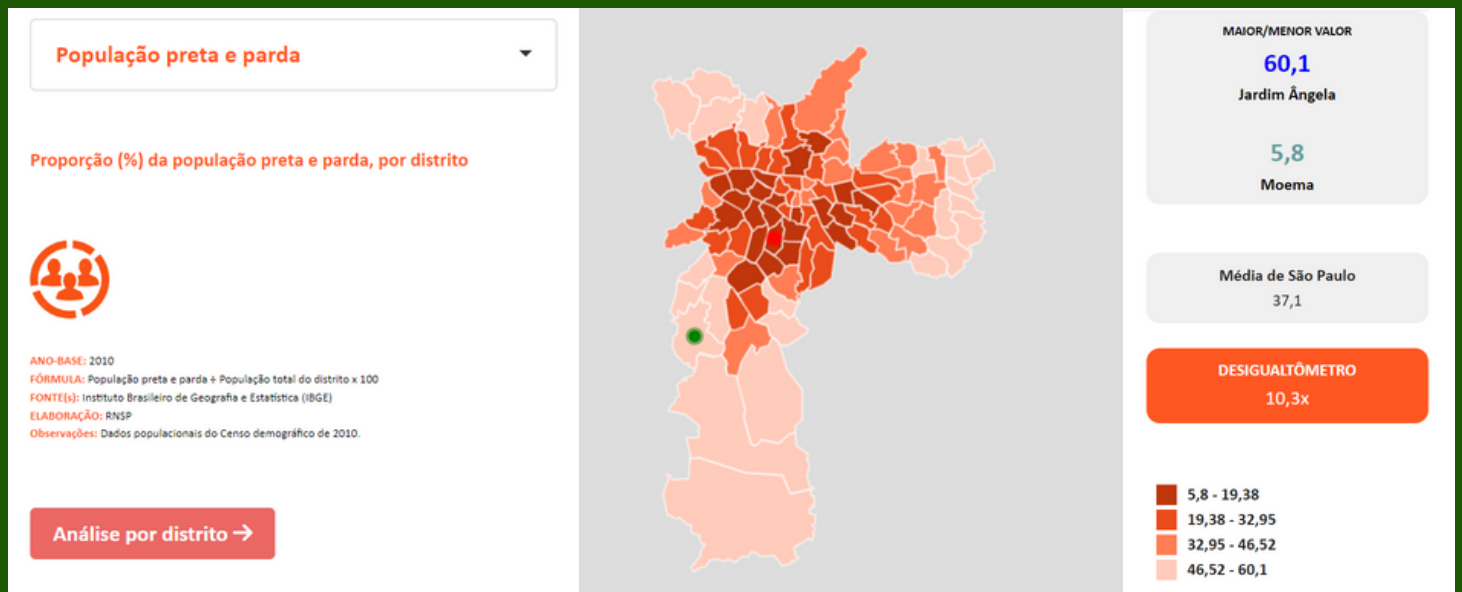 População preta e parda
Proporção (%) da população preta e parda, por distrito
ANO-BASE: 2010
FÓRMULA: População preta e parda ÷ População total do distrito x 100
FONTE(s): Instituto Brasileiro de Geografia e Estatística (IBGE)
ELABORAÇÃO: RNSP
Observações: Dados populacionais do Censo demográfico de 2010.
Análise por distrito →
MAIOR/MENOR VALOR
60,1
Jardim Ângela
5,8
Moema
Média de São Paulo
37,1
DESIGUALTÔMETRO
10,3x
5,8 - 19,38
19,38 - 32,95
32,95 - 46,52
46,52 - 60,1